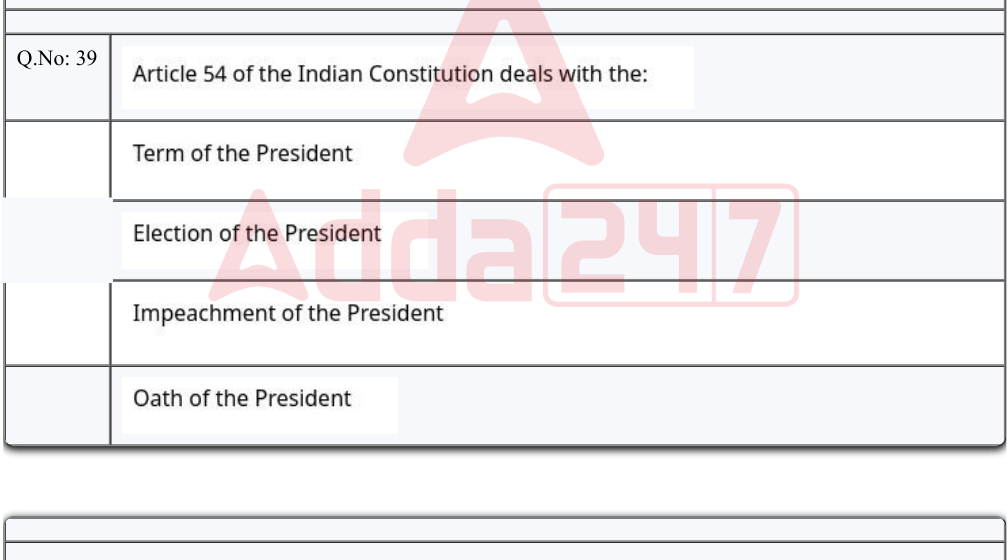 Q.No: 39
Article 54 of the Indian Constitution deals with the:
Term of the President
Election of the President
Impeachment of the President
Oath of the President
Adda247